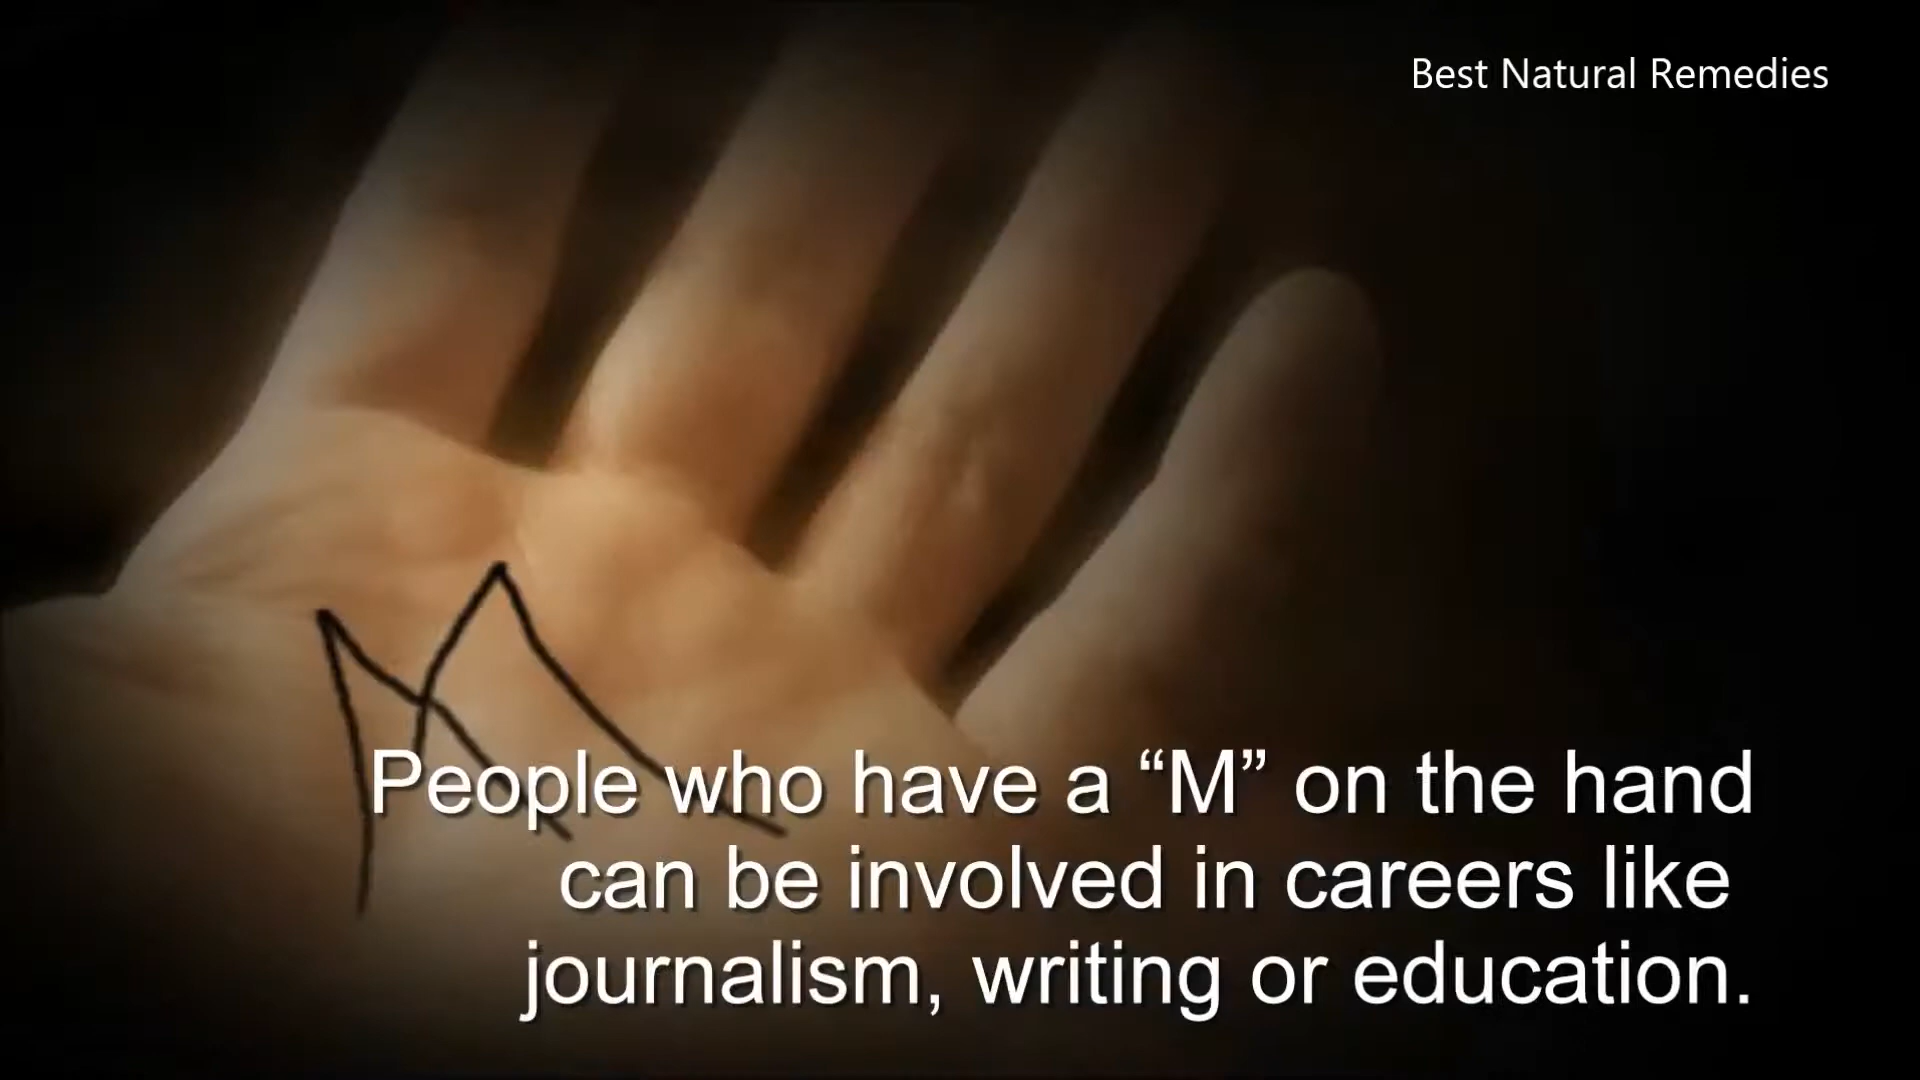 Best Natural Remedies
People who have a “M” on the hand
can be involved in careers like
journalism, writing or education.